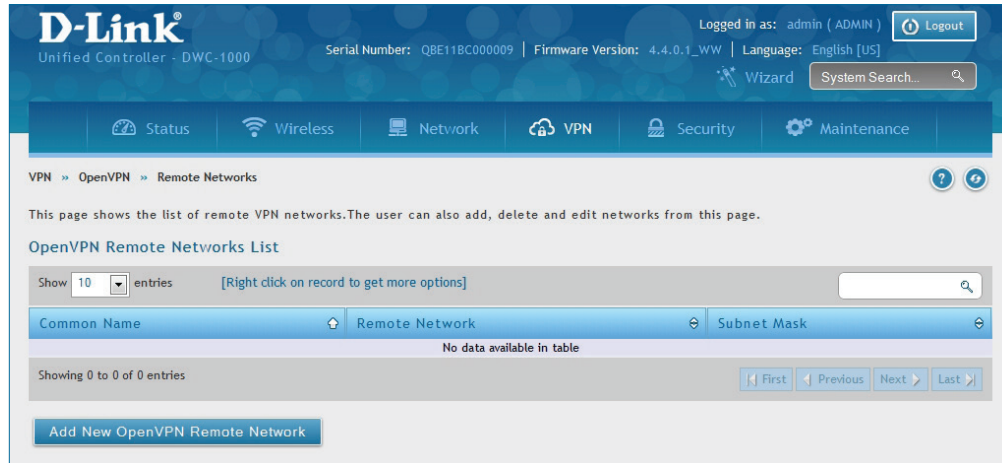 D-Link®
Unified Controller - DWC-1000
Logged in as: admin ( ADMIN ) Logout
Serial Number: QBE11BC000009 | Firmware Version: 4.4.0.1_WW | Language: English [US]
Wizard System Search...
Status Wireless Network VPN Security Maintenance
VPN » OpenVPN » Remote Networks
?
This page shows the list of remote VPN networks.The user can also add, delete and edit networks from this page.
OpenVPN Remote Networks List
Show 10 entries [Right click on record to get more options]
Common Name Remote Network Subnet Mask
No data available in table
Showing 0 to 0 of 0 entries First Previous Next Last
Add New OpenVPN Remote Network